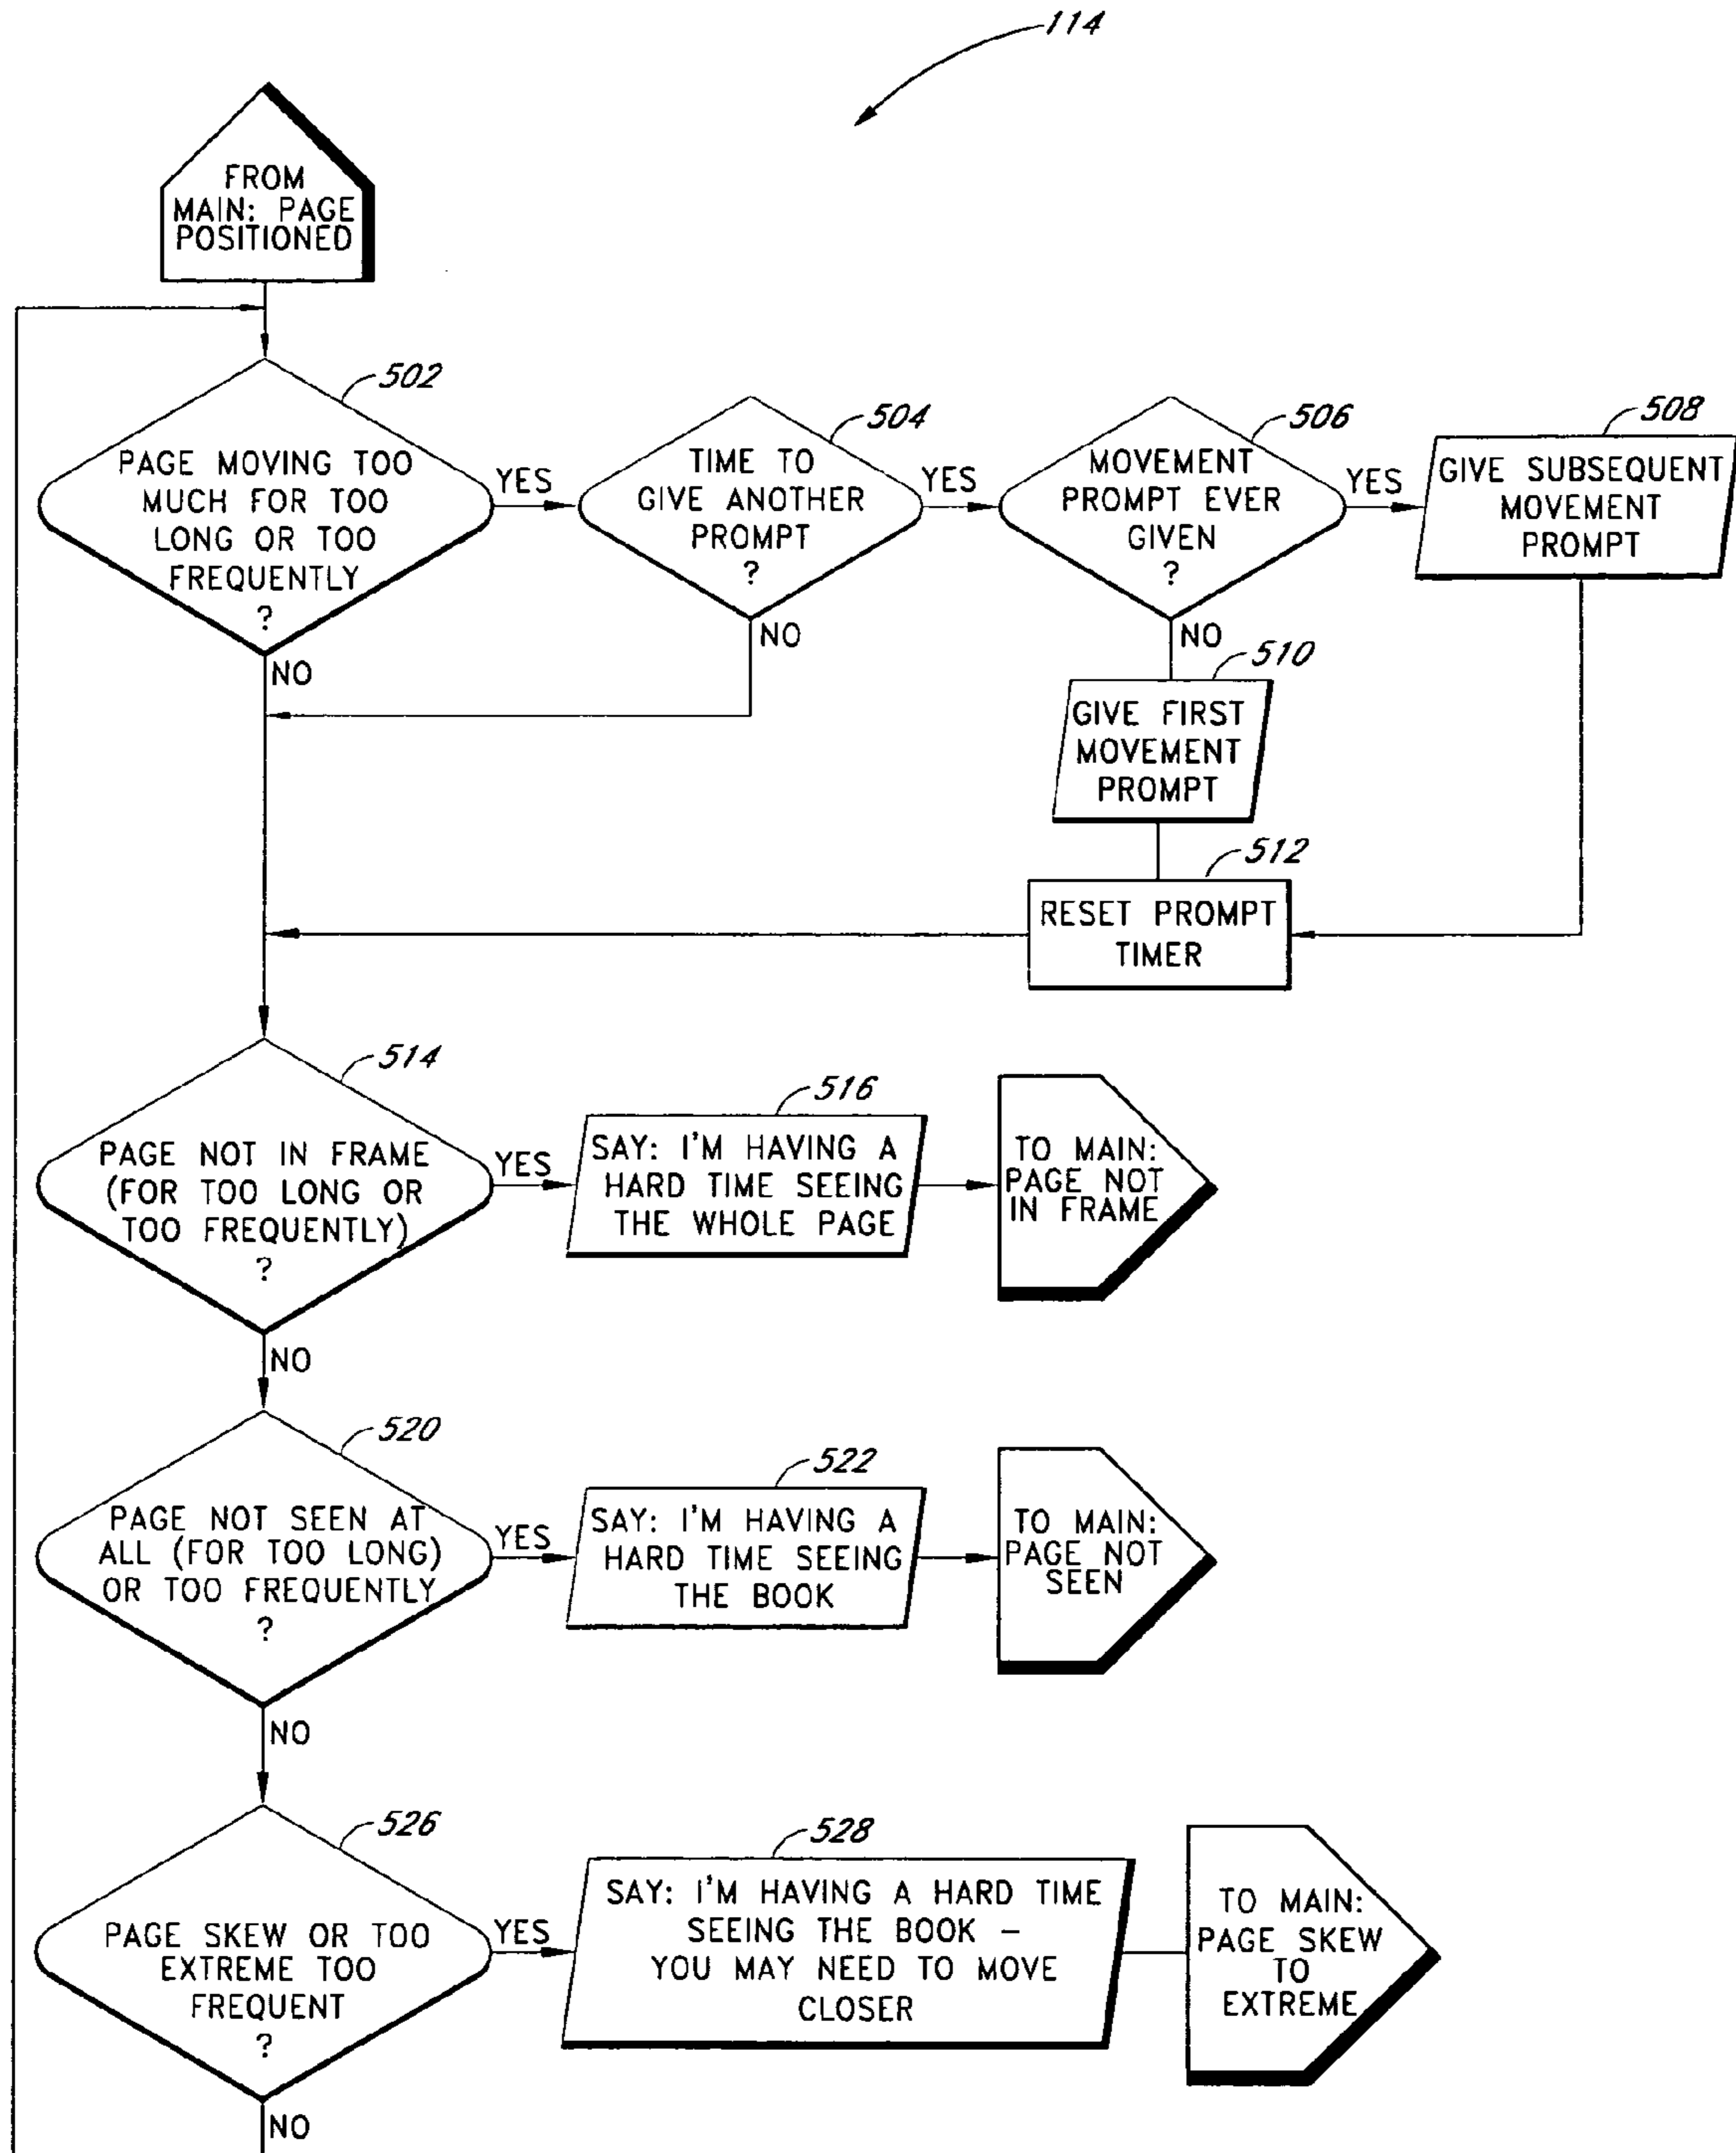 114
FROM
MAIN: PAGE
POSITIONED
502
PAGE MOVING TOO
MUCH FOR TOO
LONG OR TOO
FREQUENTLY
?
YES
NO
504
TIME TO
GIVE ANOTHER
PROMPT
?
YES
NO
506
MOVEMENT
PROMPT EVER
GIVEN
?
YES
NO
508
GIVE SUBSEQUENT
MOVEMENT
PROMPT
510
GIVE FIRST
MOVEMENT
PROMPT
512
RESET PROMPT
TIMER
514
PAGE NOT IN FRAME
(FOR TOO LONG OR
TOO FREQUENTLY)
?
YES
NO
516
SAY: I'M HAVING A
HARD TIME SEEING
THE WHOLE PAGE
TO MAIN:
PAGE NOT
IN FRAME
520
PAGE NOT SEEN AT
ALL (FOR TOO LONG)
OR TOO FREQUENTLY
?
YES
NO
522
SAY: I'M HAVING A
HARD TIME SEEING
THE BOOK
TO MAIN:
PAGE NOT
SEEN
526
PAGE SKEW OR TOO
EXTREME TOO
FREQUENT
?
YES
NO
528
SAY: I'M HAVING A HARD TIME
SEEING THE BOOK –
YOU MAY NEED TO MOVE
CLOSER
TO MAIN:
PAGE SKEW
TO
EXTREME